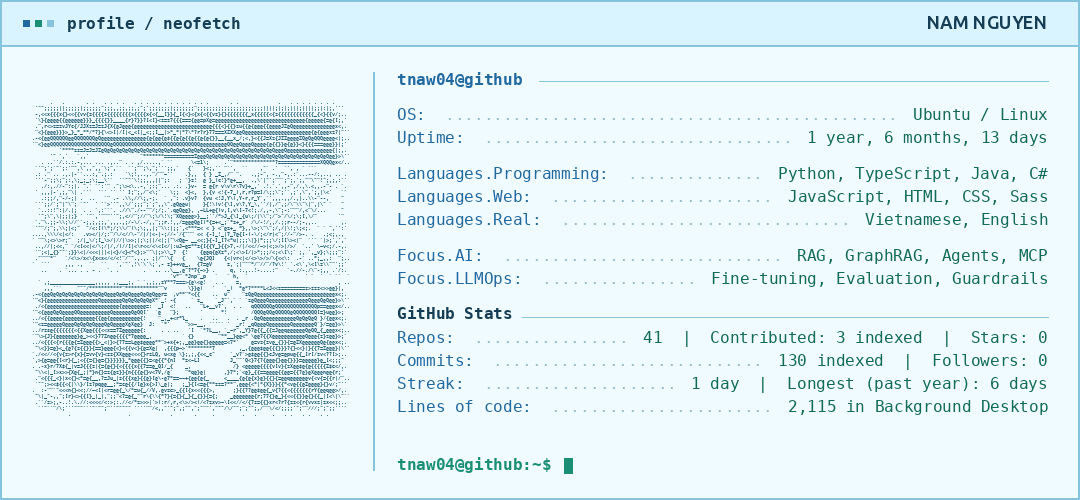 profile / neofetch
NAM NGUYEN
tnaw04@github
OS: Ubuntu / Linux
Uptime: 1 year, 6 months, 13 days
Languages.Programming: Python, TypeScript, Java, C#
Languages.Web: JavaScript, HTML, CSS, Sass
Languages.Real: Vietnamese, English
Focus.AI: RAG, GraphRAG, Agents, MCP
Focus.LLMOps: Fine-tuning, Evaluation, Guardrails
GitHub Stats
Repos: 41 | Contributed: 3 indexed | Stars: 0
Commits: 130 indexed | Followers: 0
Streak: 1 day | Longest (past year): 6 days
Lines of code: 2,115 in Background Desktop
tnaw04@github:~$